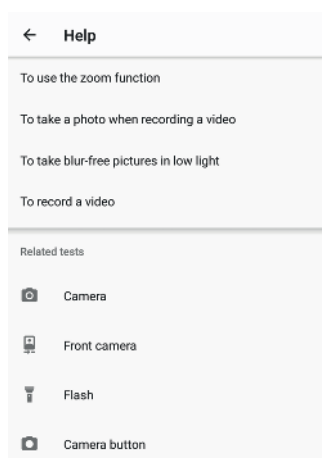 Help
To use the zoom function
To take a photo when recording a video
To take blur-free pictures in low light
To record a video
Related tests
Camera
Front camera
Flash
Camera button